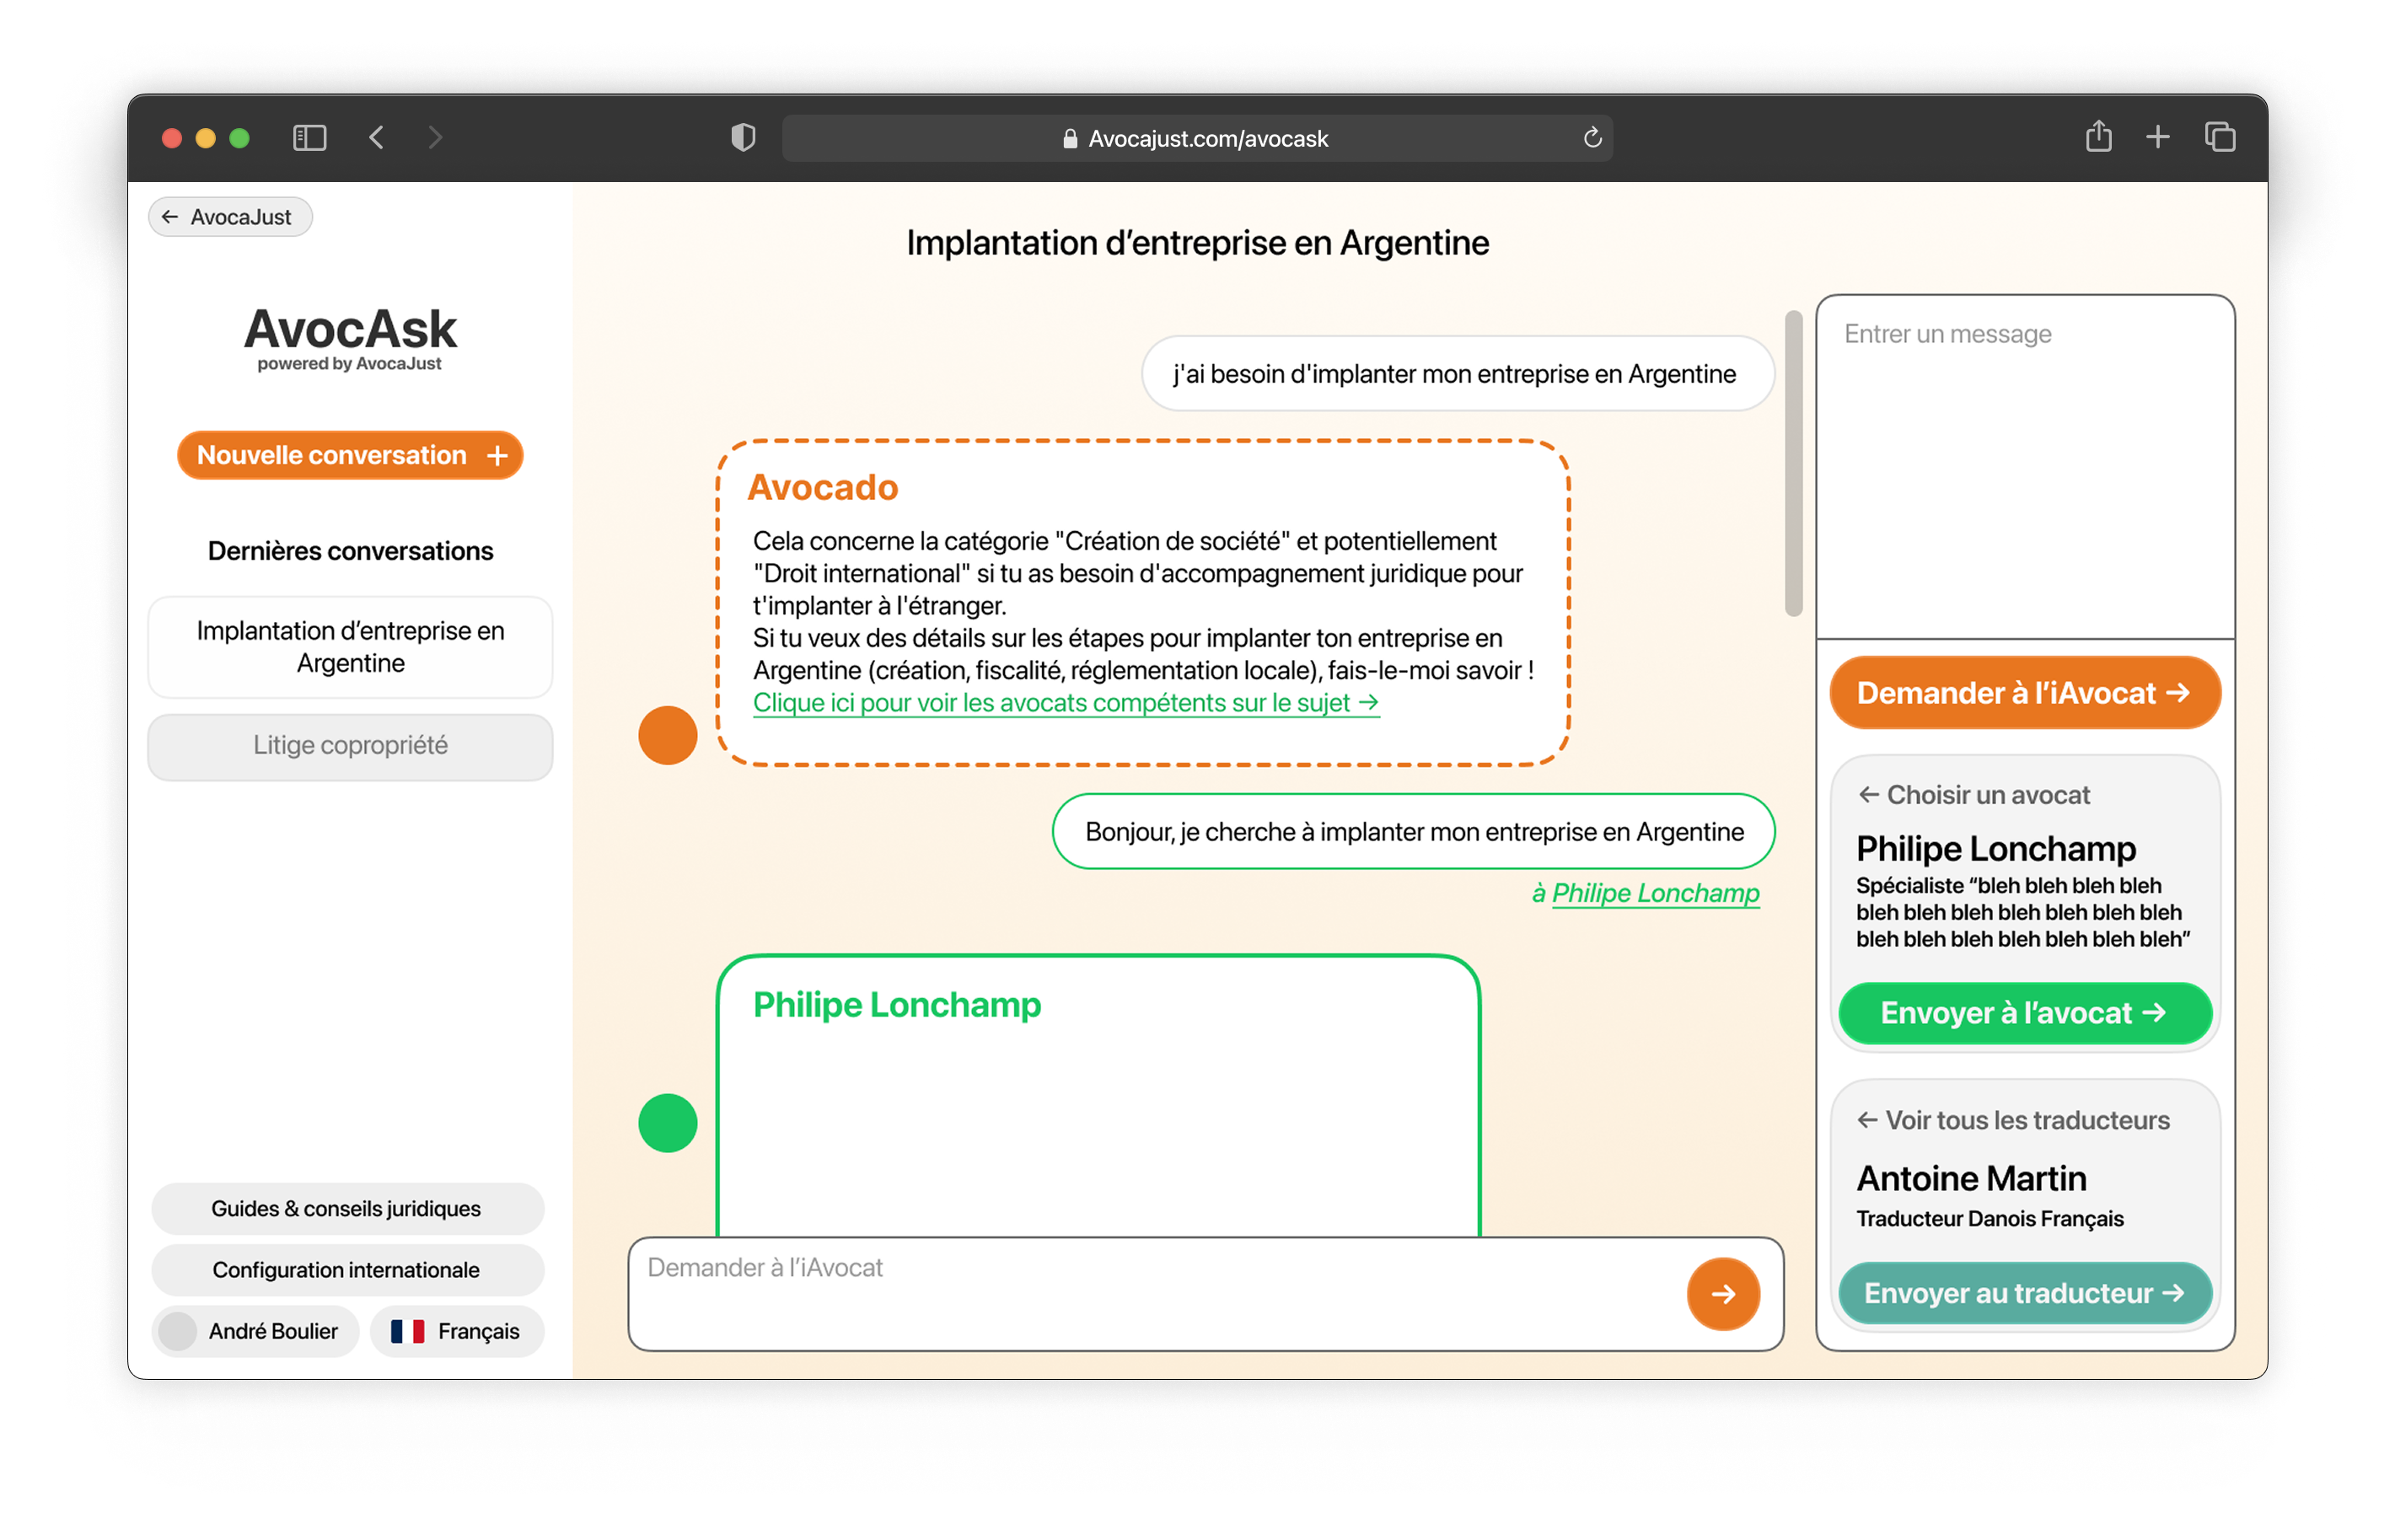 Avocajust.com/avocask
← AvocaJust
AvocAsk
powered by AvocaJust
Nouvelle conversation +
Dernières conversations
Implantation d’entreprise en
Argentine
Litige copropriété
Guides & conseils juridiques
Configuration internationale
André Boulier
Français
Implantation d’entreprise en Argentine
j'ai besoin d'implanter mon entreprise en Argentine
Avocado
Cela concerne la catégorie "Création de société" et potentiellement
"Droit international" si tu as besoin d'accompagnement juridique pour
t'implanter à l'étranger.
Si tu veux des détails sur les étapes pour implanter ton entreprise en
Argentine (création, fiscalité, réglementation locale), fais-le-moi savoir !
Clique ici pour voir les avocats compétents sur le sujet →
Bonjour, je cherche à implanter mon entreprise en Argentine
à Philipe Lonchamp
Philipe Lonchamp
Demander à l’iAvocat
Entrer un message
Demander à l’iAvocat →
← Choisir un avocat
Philipe Lonchamp
Spécialiste “bleh bleh bleh bleh
bleh bleh bleh bleh bleh bleh bleh
bleh bleh bleh bleh bleh bleh bleh”
Envoyer à l’avocat →
← Voir tous les traducteurs
Antoine Martin
Traducteur Danois Français
Envoyer au traducteur →